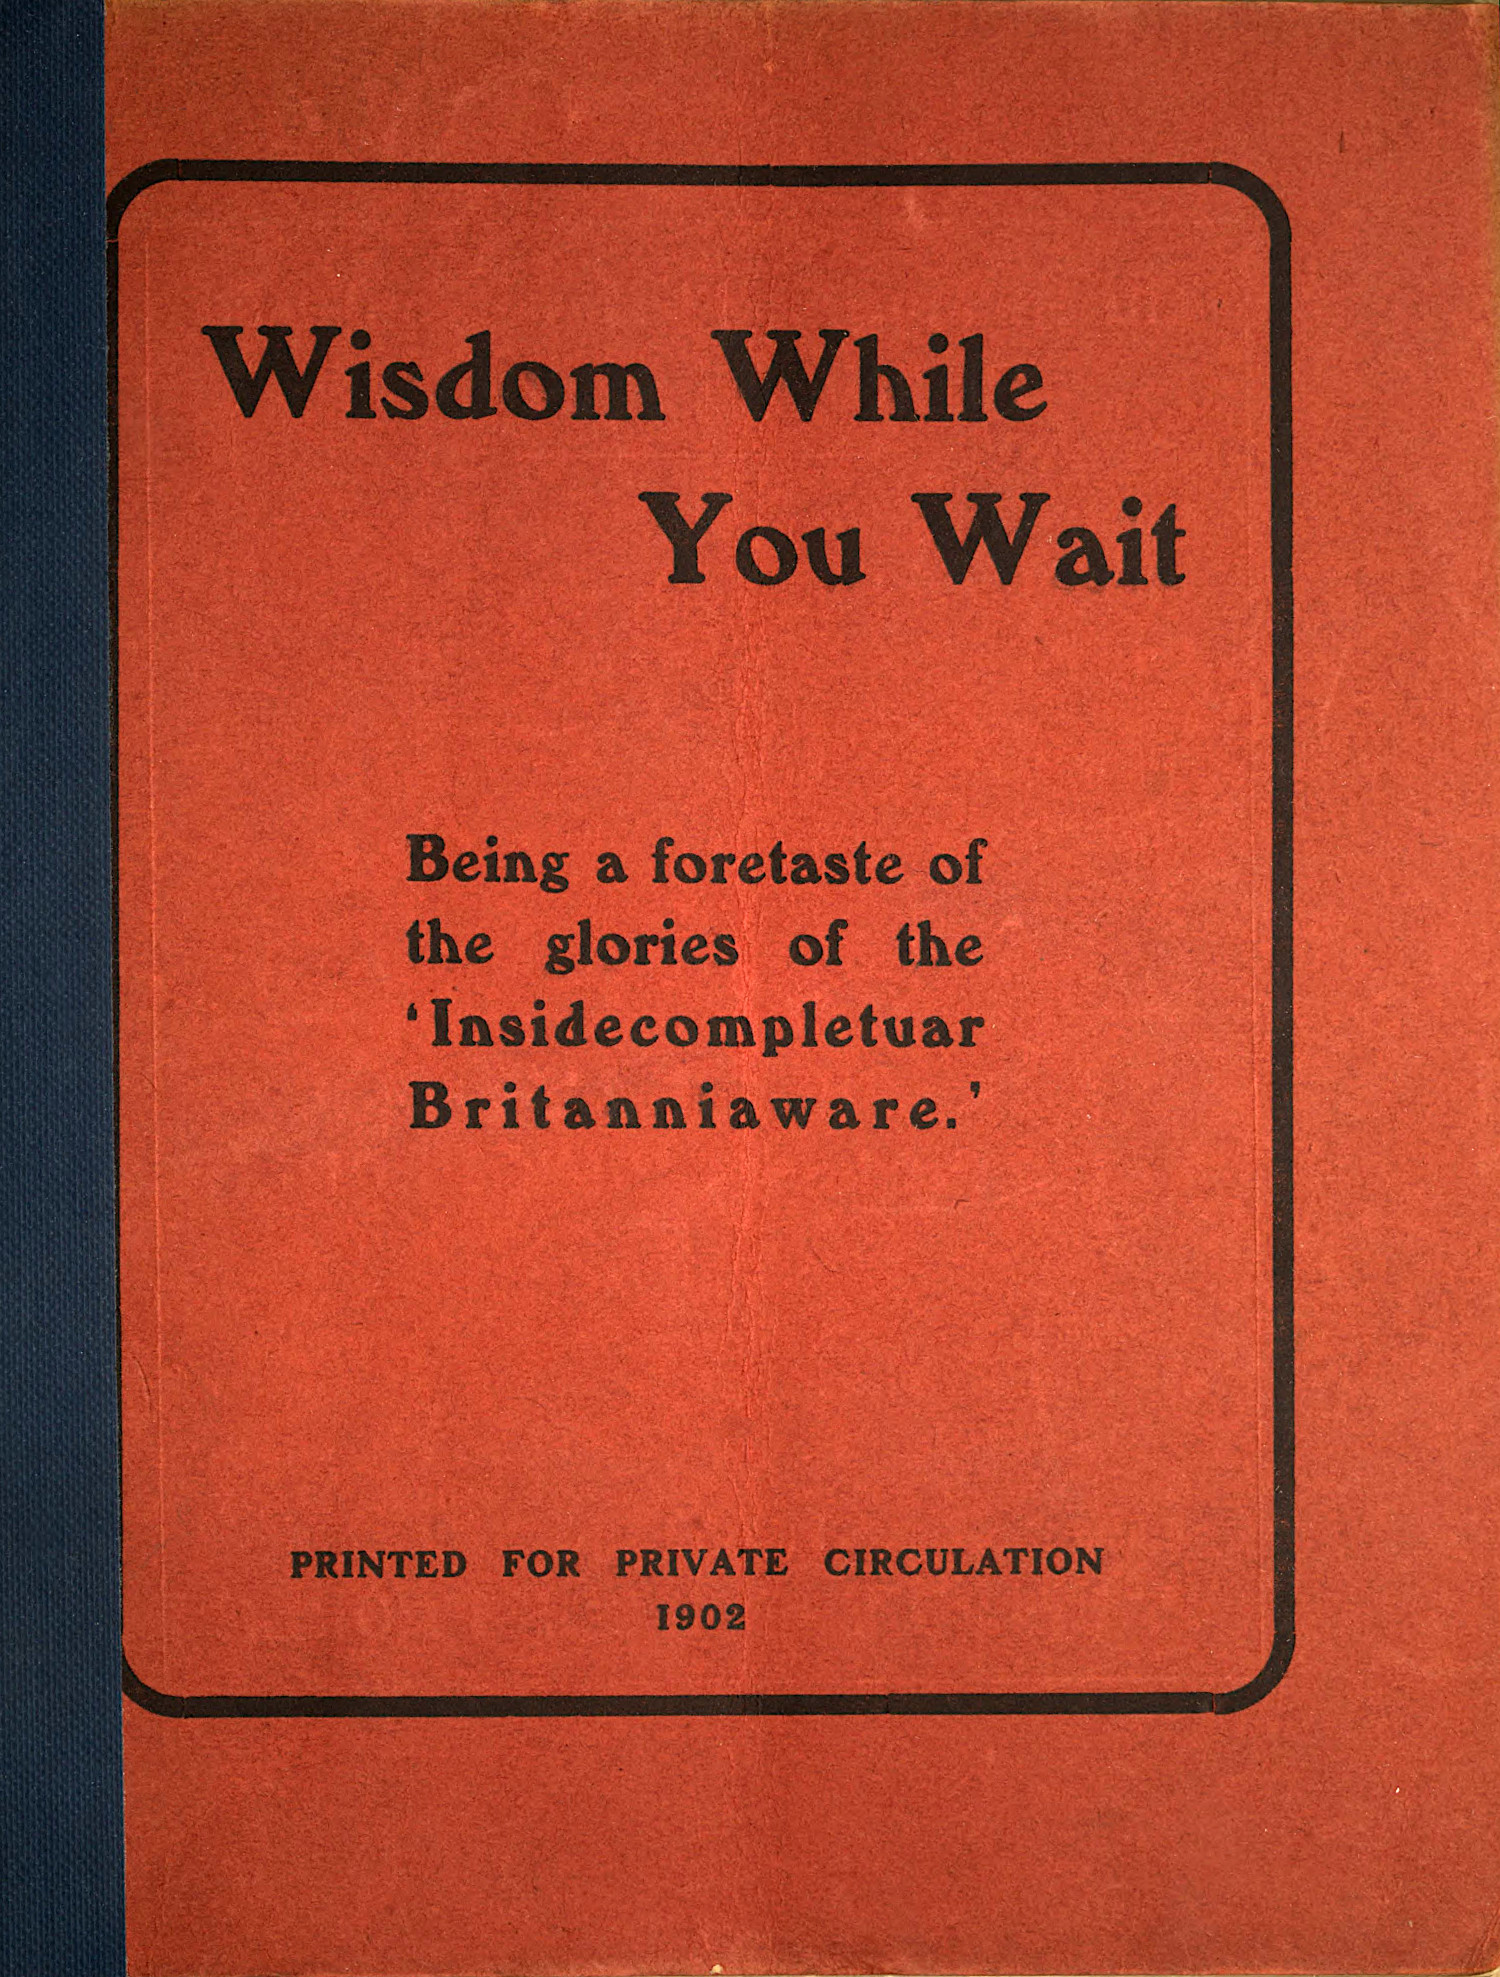 Wisdom While
You Wait
Being a foretaste of
the glories of the
‘Insidecompletuar
Britanniaware.’
PRINTED FOR PRIVATE CIRCULATION
1902